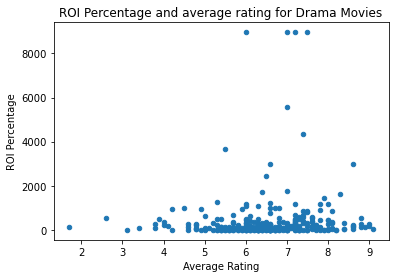 ROI Percentage and average rating for Drama Movies
8000
6000
4000
2000
0
ROI Percentage
2 3 4 5 6 7 8 9
Average Rating